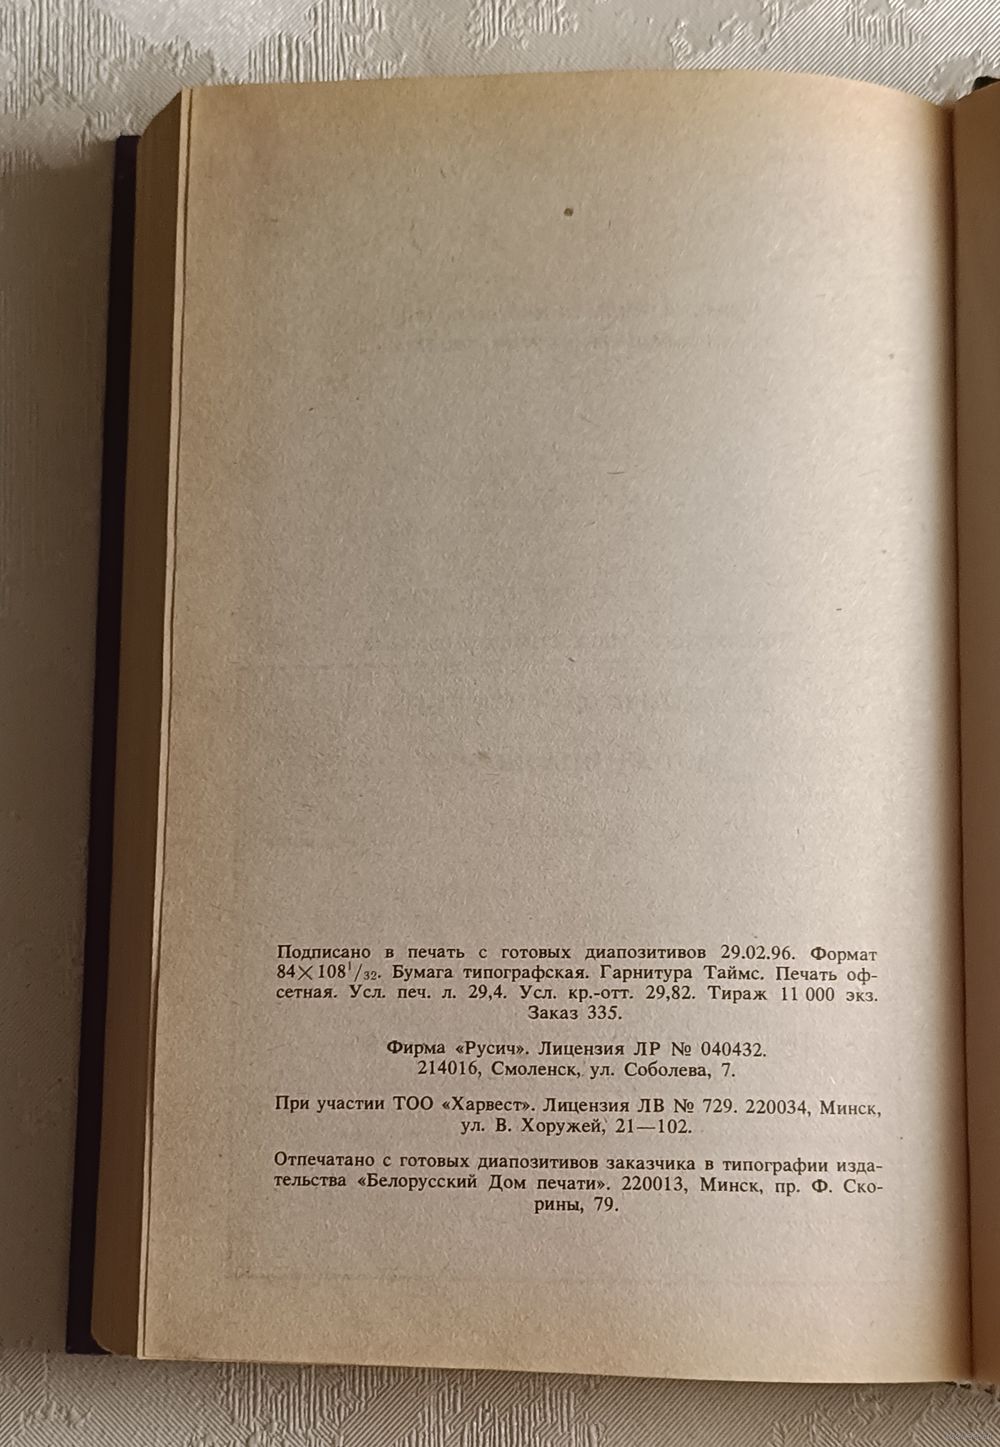 Подписано в печать с готовых диапозитивов 29.02.96. Формат
84×108¹/₃₂. Бумага типографская. Гарнитура Таймс. Печать оф-
сетная. Усл. печ. л. 29,4. Усл. кр.-отт. 29,82. Тираж 11 000 экз.
Заказ 335.
Фирма «Русич». Лицензия ЛР № 040432.
214016, Смоленск, ул. Соболева, 7.
При участии ТОО «Харвест». Лицензия ЛВ № 729. 220034, Минск,
ул. В. Хоружей, 21—102.
Отпечатано с готовых диапозитивов заказчика в типографии изда-
тельства «Белорусский Дом печати». 220013, Минск, пр. Ф. Ско-
рины, 79.